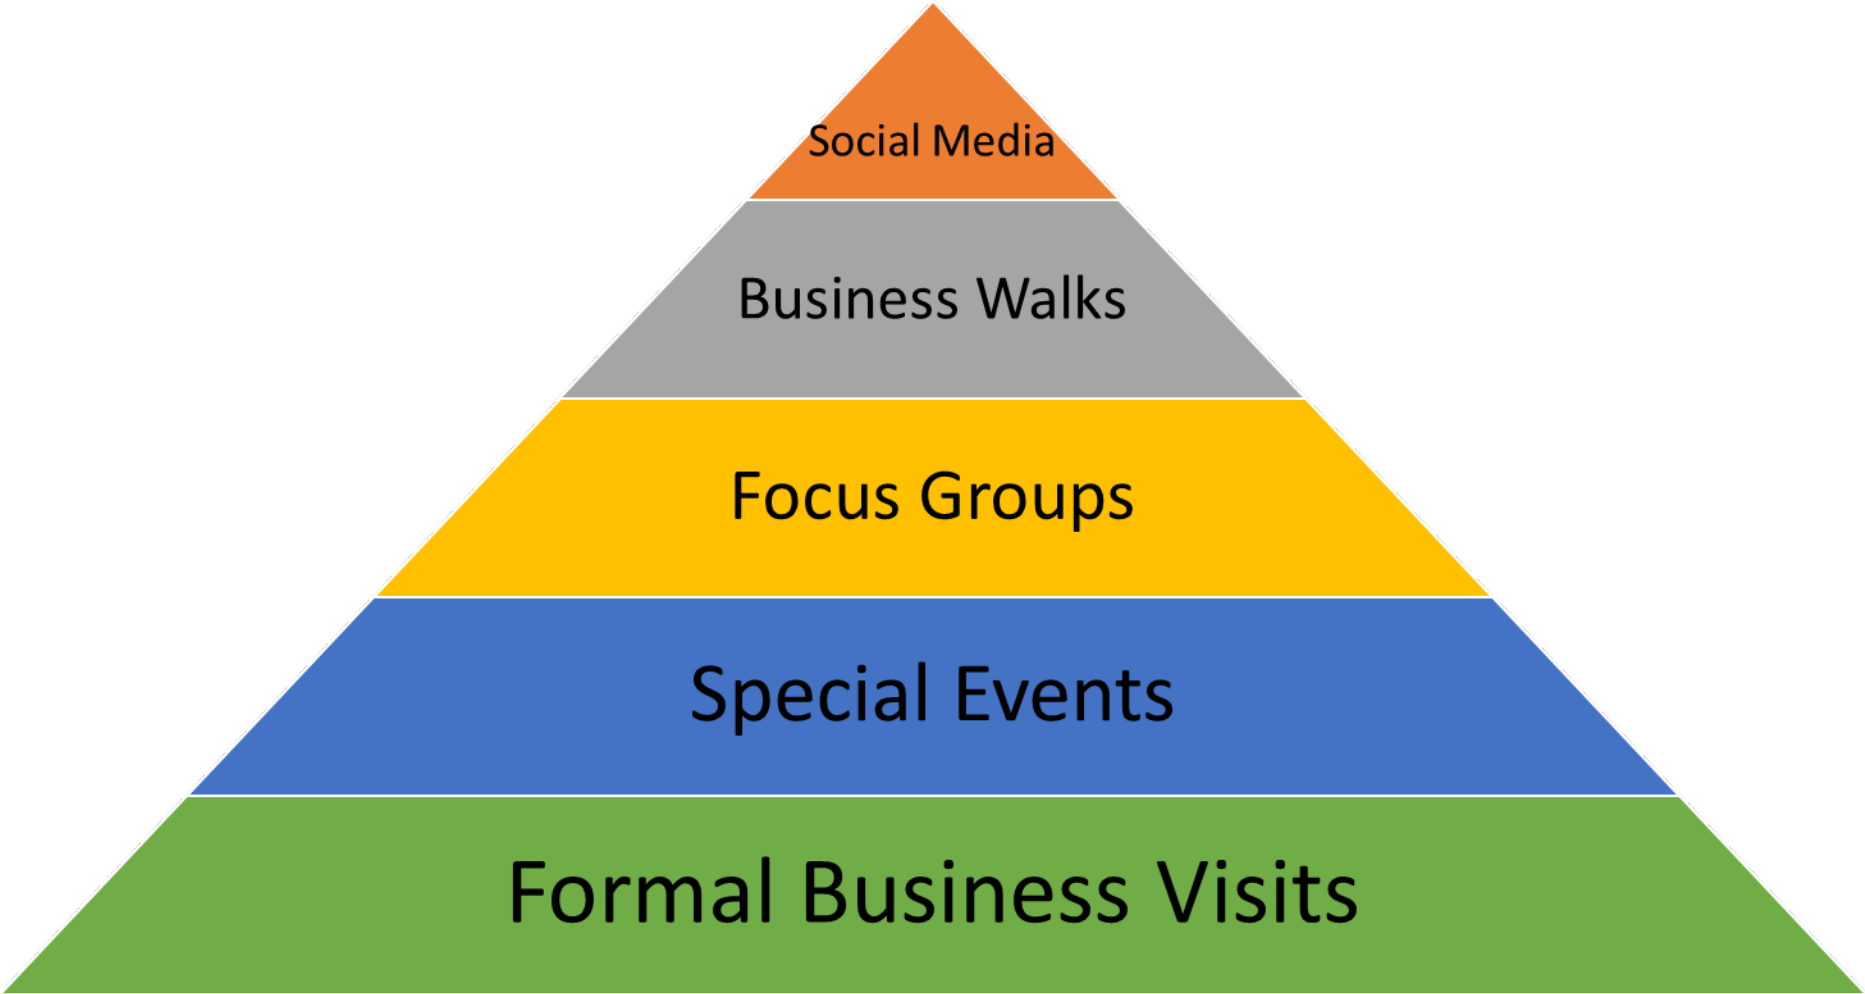 Social Media
Business Walks
Focus Groups
Special Events
Formal Business Visits